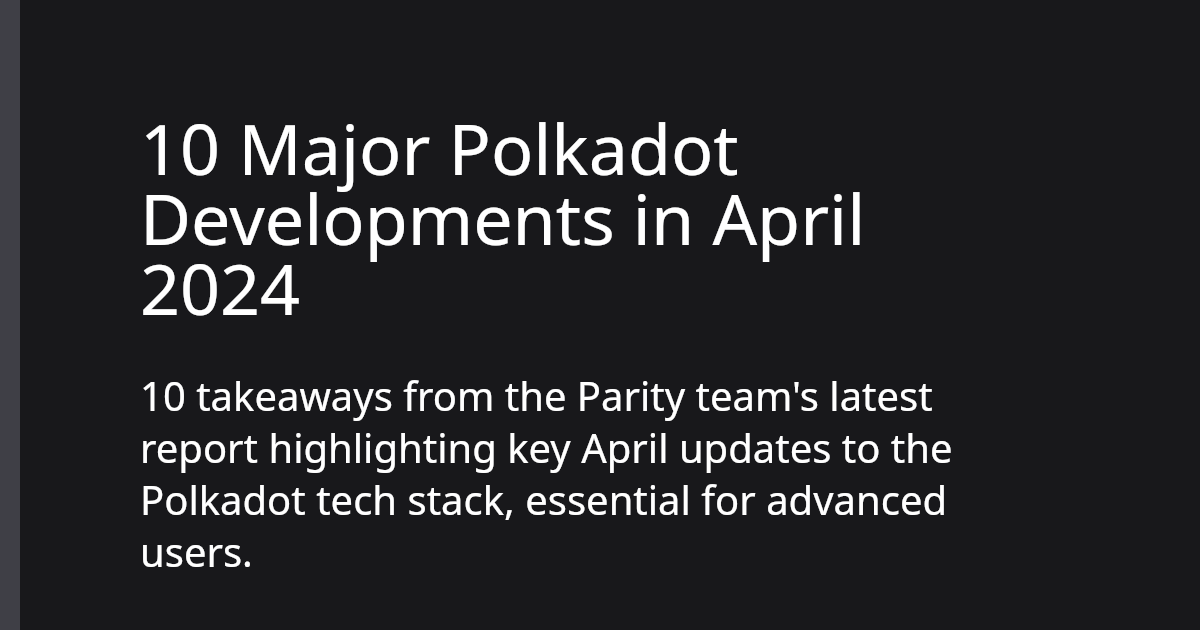 10 Major Polkadot
Developments in April
2024
10 takeaways from the Parity team's latest
report highlighting key April updates to the
Polkadot tech stack, essential for advanced
users.